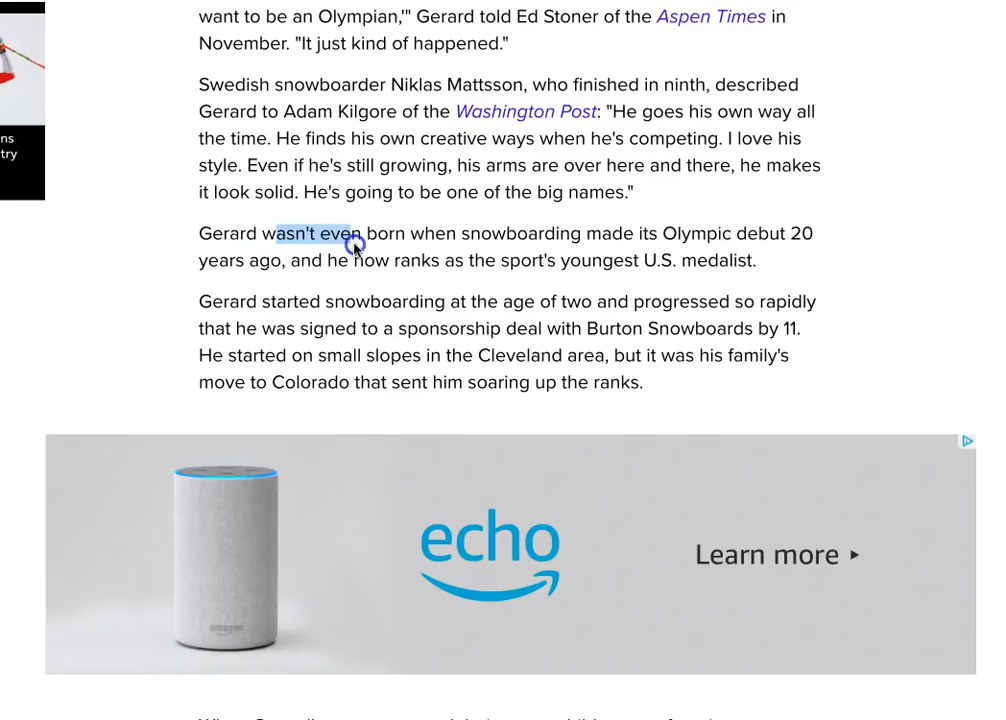 want to be an Olympian,'" Gerard told Ed Stoner of the Aspen Times in
November. "It just kind of happened."
Swedish snowboarder Niklas Mattsson, who finished in ninth, described
Gerard to Adam Kilgore of the Washington Post: "He goes his own way all
the time. He finds his own creative ways when he's competing. I love his
style. Even if he's still growing, his arms are over here and there, he makes
it look solid. He's going to be one of the big names."
ns
try
Gerard wasn't even born when snowboarding made its Olympic debut 20
years ago, and he now ranks as the sport's youngest U.S. medalist.
Gerard started snowboarding at the age of two and progressed so rapidly
that he was signed to a sponsorship deal with Burton Snowboards by 11.
He started on small slopes in the Cleveland area, but it was his family's
move to Colorado that sent him soaring up the ranks.
echo
Learn more
amazon